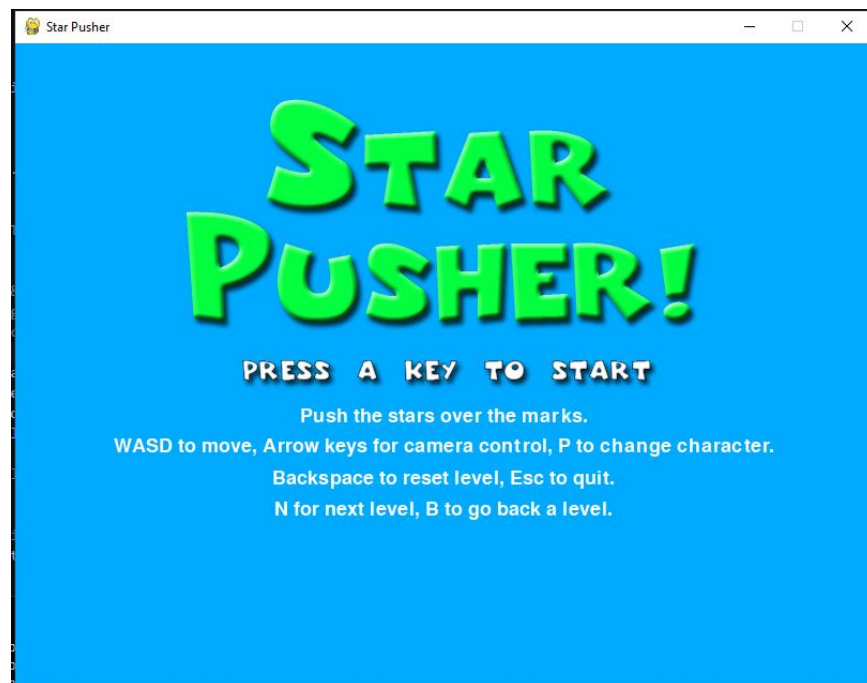 Star Pusher
STAR
PUSHER!
PRESS A KEY TO START
Push the stars over the marks.
WASD to move, Arrow keys for camera control, P to change character.
Backspace to reset level, Esc to quit.
N for next level, B to go back a level.